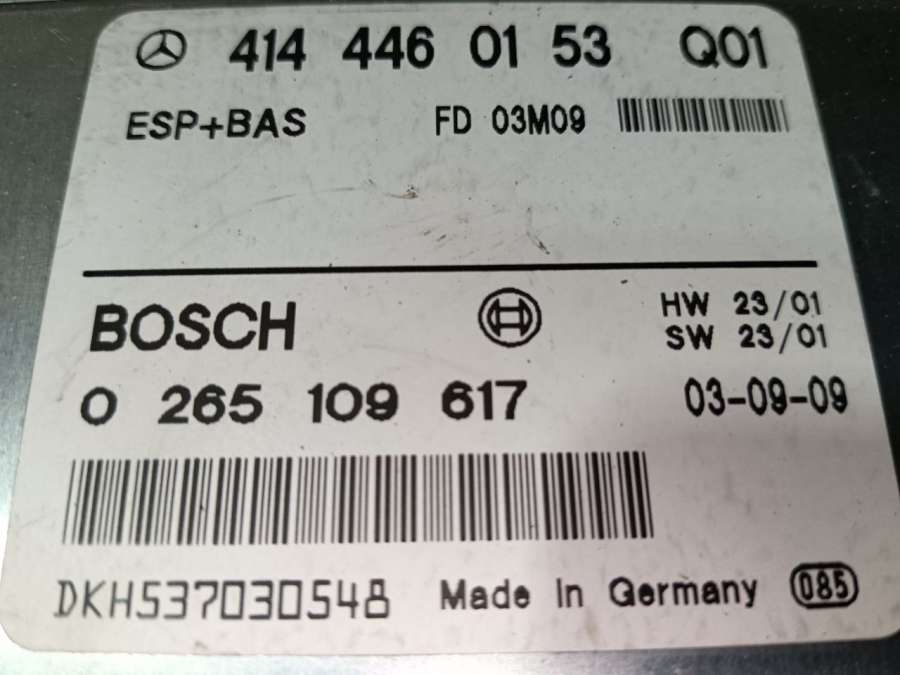 414 446 01 53 Q01
ESP+BAS FD 03M09
BOSCH
HW 23/01
SW 23/01
0 265 109 617 03-09-09
DKH537030548 Made In Germany 085